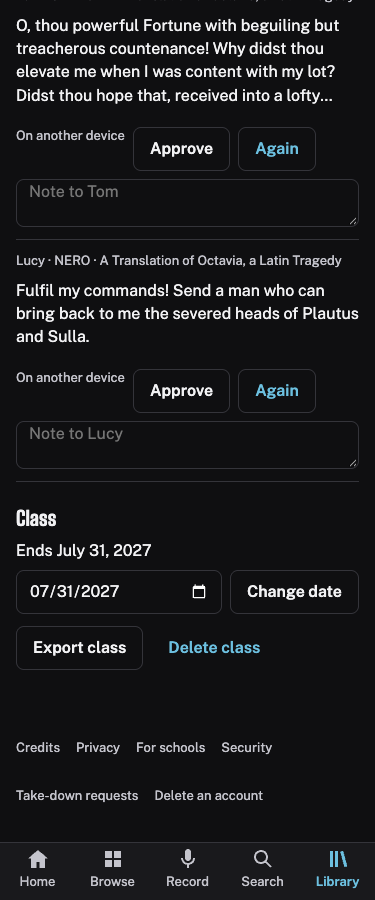 O, thou powerful Fortune with beguiling but
treacherous countenance! Why didst thou
elevate me when I was content with my lot?
Didst thou hope that, received into a lofty…
On another device
Approve
Again
Note to Tom
Lucy · NERO · A Translation of Octavia, a Latin Tragedy
Fulfil my commands! Send a man who can
bring back to me the severed heads of Plautus
and Sulla.
On another device
Approve
Again
Note to Lucy
Class
Ends July 31, 2027
07/31/2027
Change date
Export class
Delete class
Credits
Privacy
For schools
Security
Take-down requests
Delete an account
Home
Browse
Record
Search
Library